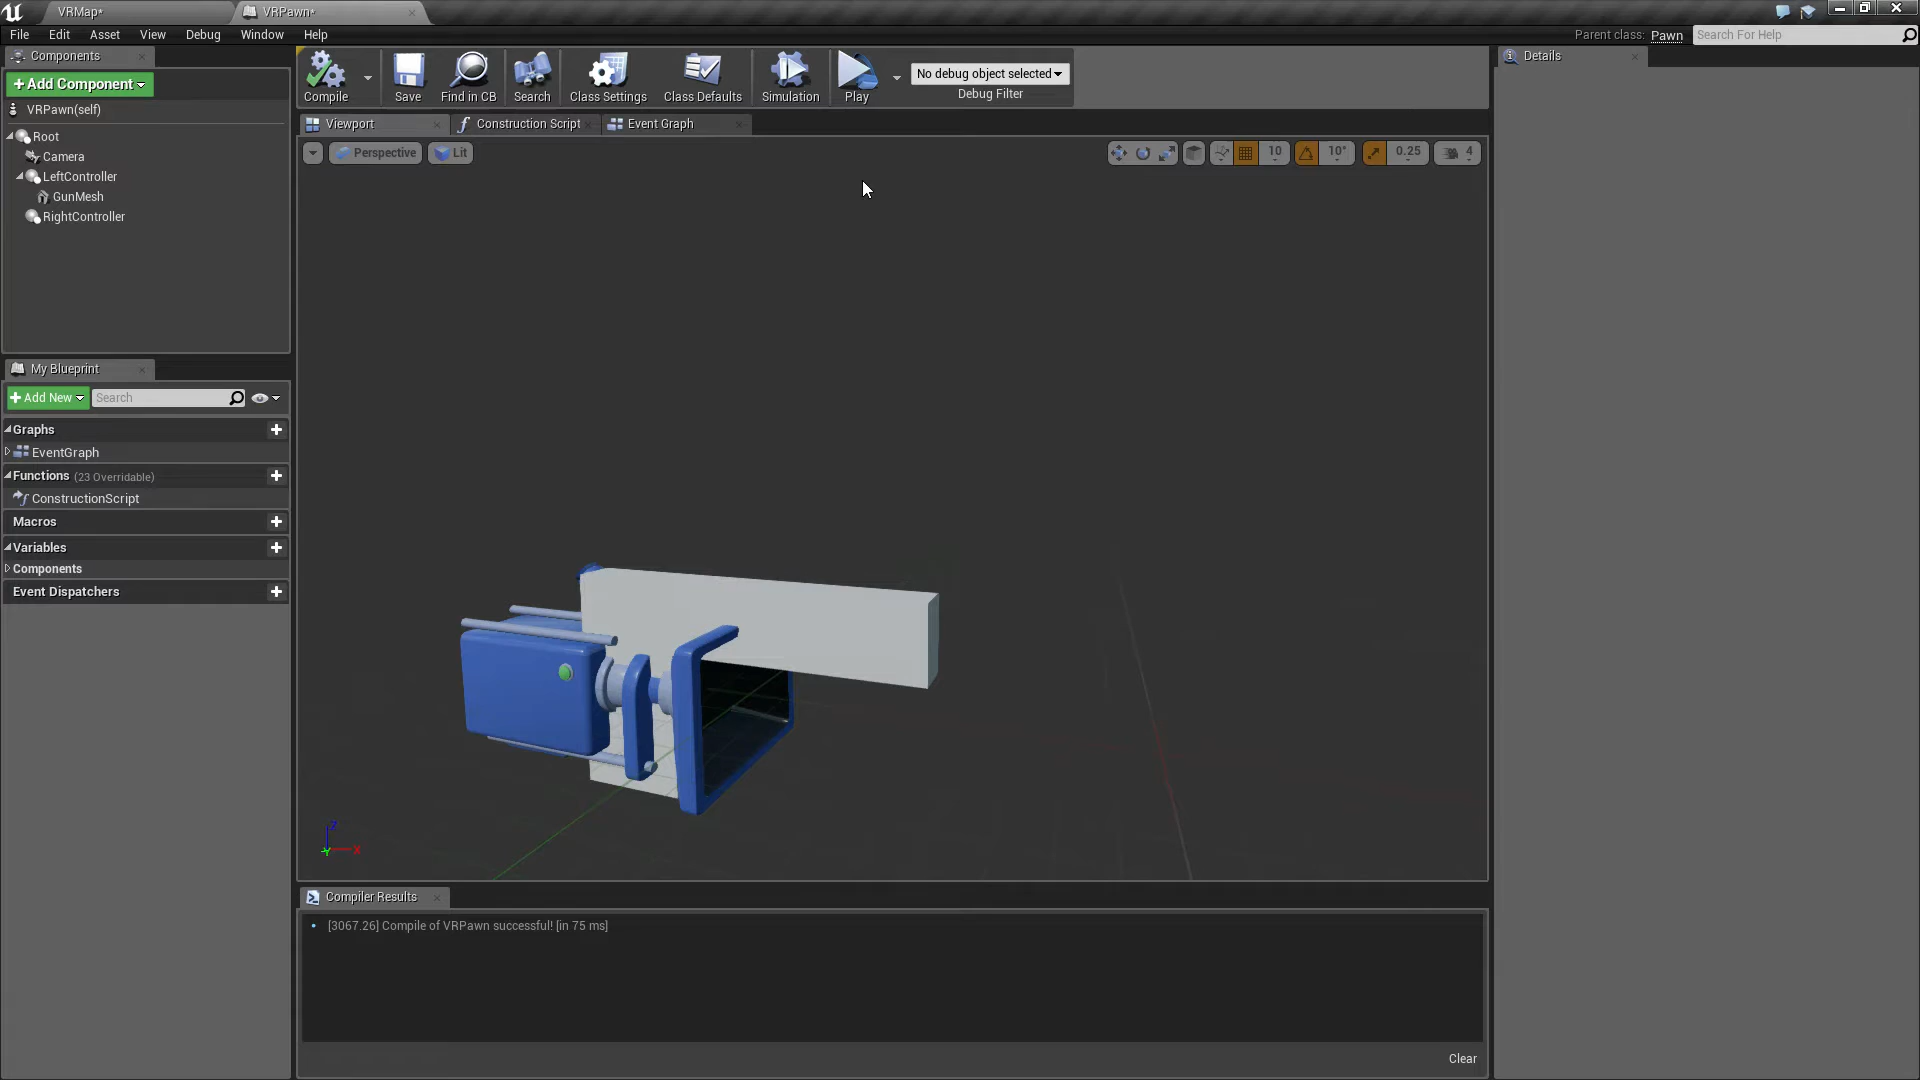 VRMap*
VRPawn*
File Edit Asset View Debug Window Help
Parent class: Pawn
Search For Help
Components
+ Add Component
VRPawn(self)
Root
Camera
LeftController
GunMesh
RightController
Compile
Save
Find in CB
Search
Class Settings
Class Defaults
Simulation
Play
No debug object selected
Debug Filter
Viewport
Construction Script
Event Graph
Perspective
Lit
10
10°
0.25
4
Z
X
Y
My Blueprint
+ Add New
Search
Graphs
EventGraph
Functions (23 Overridable)
ConstructionScript
Macros
Variables
Components
Event Dispatchers
Compiler Results
[3067.26] Compile of VRPawn successful! [in 75 ms]
Clear
Details